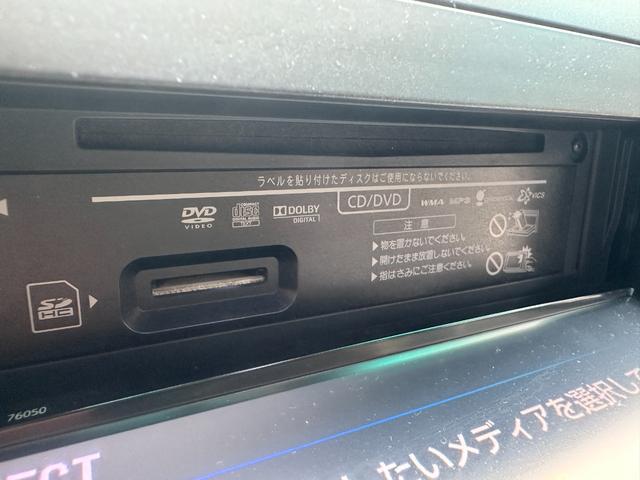 ラベルを貼り付けたディスクはご使用にならないでください。
DVD VIDEO
COMPACT disc DIGITAL AUDIO TEXT
DOLBY DIGITAL
CD/DVD
WMA
MP3
VICS
注意
▶物を置かないでください。
▶開けたまま放置しないでください。
▶指はさみにご注意ください。
SD HC
76050
ECT
したいメディアを選択して